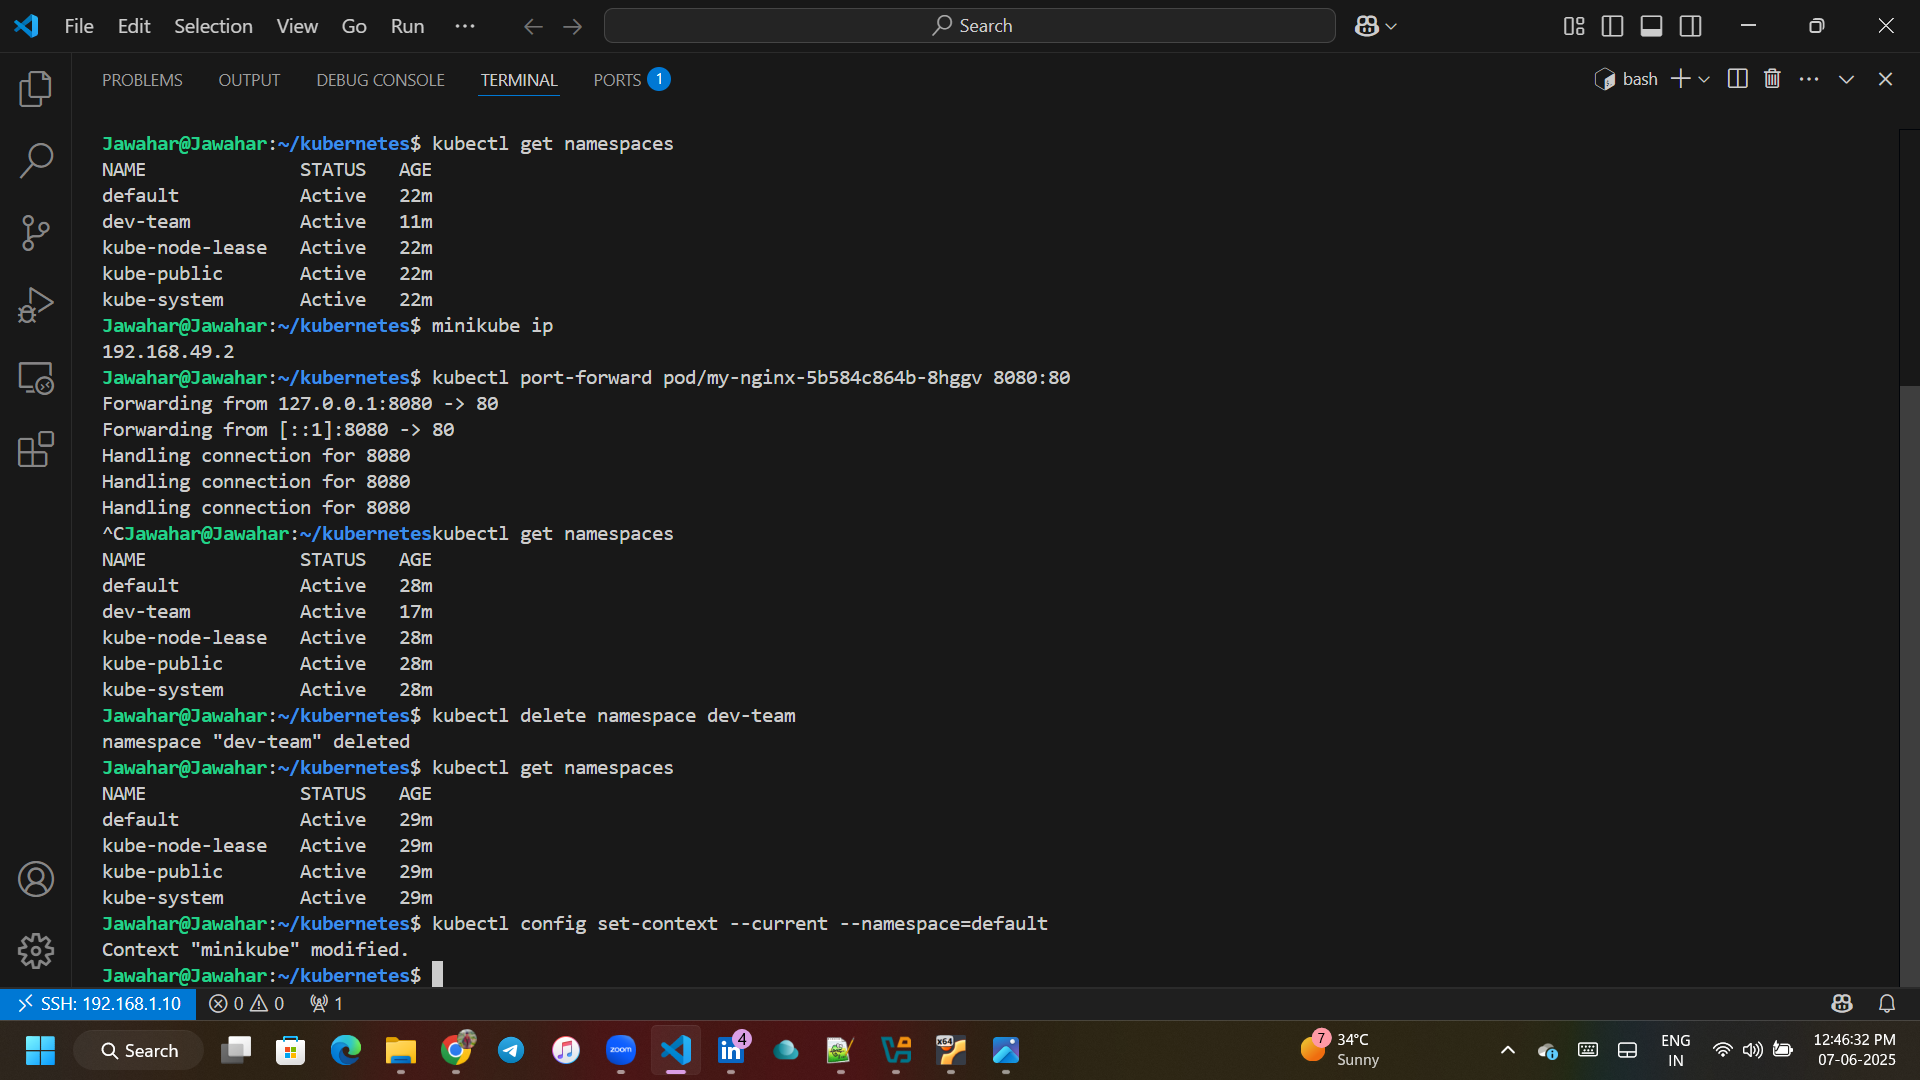 File Edit Selection View Go Run ··· Search
PROBLEMS OUTPUT DEBUG CONSOLE TERMINAL PORTS 1 bash
Jawahar@Jawahar:~/kubernetes$ kubectl get namespaces
NAME STATUS AGE
default Active 22m
dev-team Active 11m
kube-node-lease Active 22m
kube-public Active 22m
kube-system Active 22m
Jawahar@Jawahar:~/kubernetes$ minikube ip
192.168.49.2
Jawahar@Jawahar:~/kubernetes$ kubectl port-forward pod/my-nginx-5b584c864b-8hggv 8080:80
Forwarding from 127.0.0.1:8080 -> 80
Forwarding from [::1]:8080 -> 80
Handling connection for 8080
Handling connection for 8080
Handling connection for 8080
^CJawahar@Jawahar:~/kuberneteskubectl get namespaces
NAME STATUS AGE
default Active 28m
dev-team Active 17m
kube-node-lease Active 28m
kube-public Active 28m
kube-system Active 28m
Jawahar@Jawahar:~/kubernetes$ kubectl delete namespace dev-team
namespace "dev-team" deleted
Jawahar@Jawahar:~/kubernetes$ kubectl get namespaces
NAME STATUS AGE
default Active 29m
kube-node-lease Active 29m
kube-public Active 29m
kube-system Active 29m
Jawahar@Jawahar:~/kubernetes$ kubectl config set-context --current --namespace=default
Context "minikube" modified.
Jawahar@Jawahar:~/kubernetes$
SSH: 192.168.1.10 0 0 1
Search zoom in 4 x64 7 34°C ENG 12:46:32 PM
Sunny IN 07-06-2025